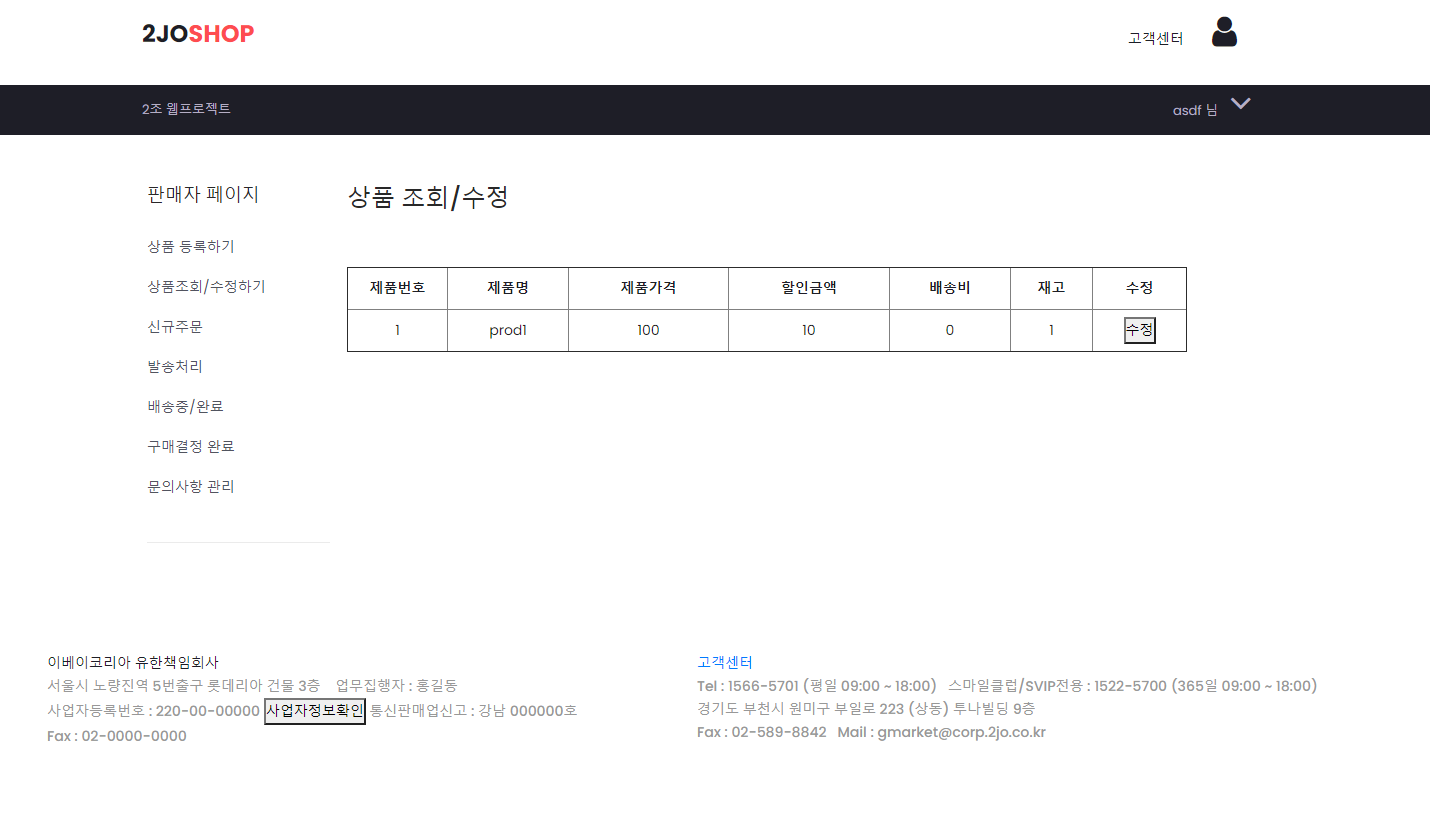 2JOSHOP
고객센터
2조 웹프로젝트
asdf 님
판매자 페이지
상품 등록하기
상품조회/수정하기
신규주문
발송처리
배송중/완료
구매결정 완료
문의사항 관리
상품 조회/수정
제품번호 제품명 제품가격 할인금액 배송비 재고 수정
1 prod1 100 10 0 1 수정
이베이코리아 유한책임회사
서울시 노량진역 5번출구 롯데리아 건물 3층 업무집행자 : 홍길동
사업자등록번호 : 220-00-00000 사업자정보확인 통신판매업신고 : 강남 000000호
Fax : 02-0000-0000
고객센터
Tel : 1566-5701 (평일 09:00 ~ 18:00) 스마일클럽/SVIP전용 : 1522-5700 (365일 09:00 ~ 18:00)
경기도 부천시 원미구 부일로 223 (상동) 투나빌딩 9층
Fax : 02-589-8842 Mail : gmarket@corp.2jo.co.kr